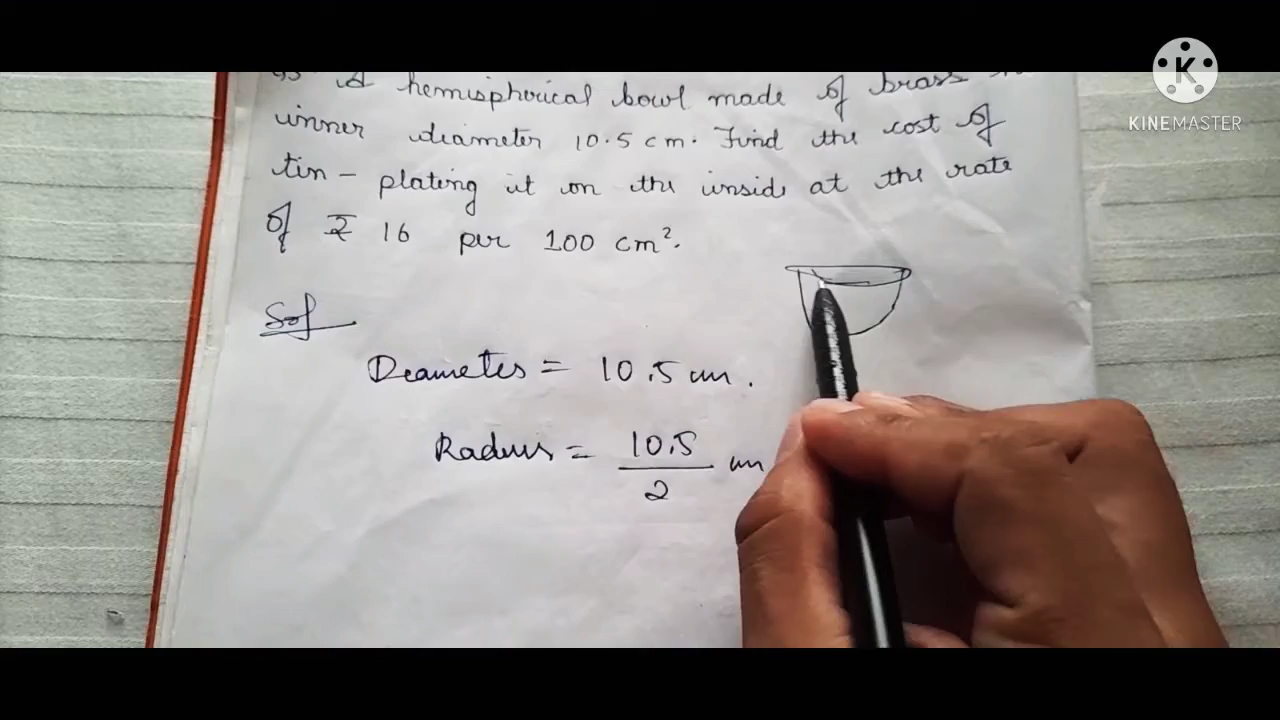 A hemispherical bowl made of brass
inner diameter 10.5 cm. Find the cost of
tin - plating it on the inside at the rate
of ₹ 16 per 100 cm².
Sol
Diameter = 10.5 cm.
Radius = 10.5/2 cm
K
KINEMASTER